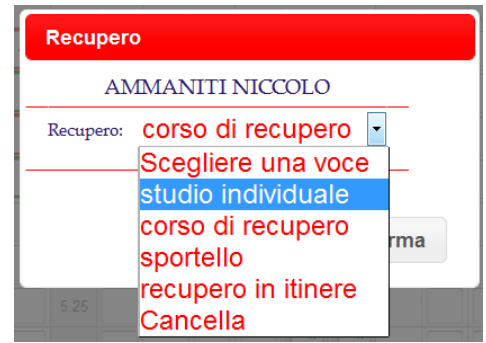 Recupero
AMMANITI NICCOLO
Recupero: corso di recupero
Scegliere una voce
studio individuale
corso di recupero
sportello
recupero in itinere
Cancella
rma
5.25